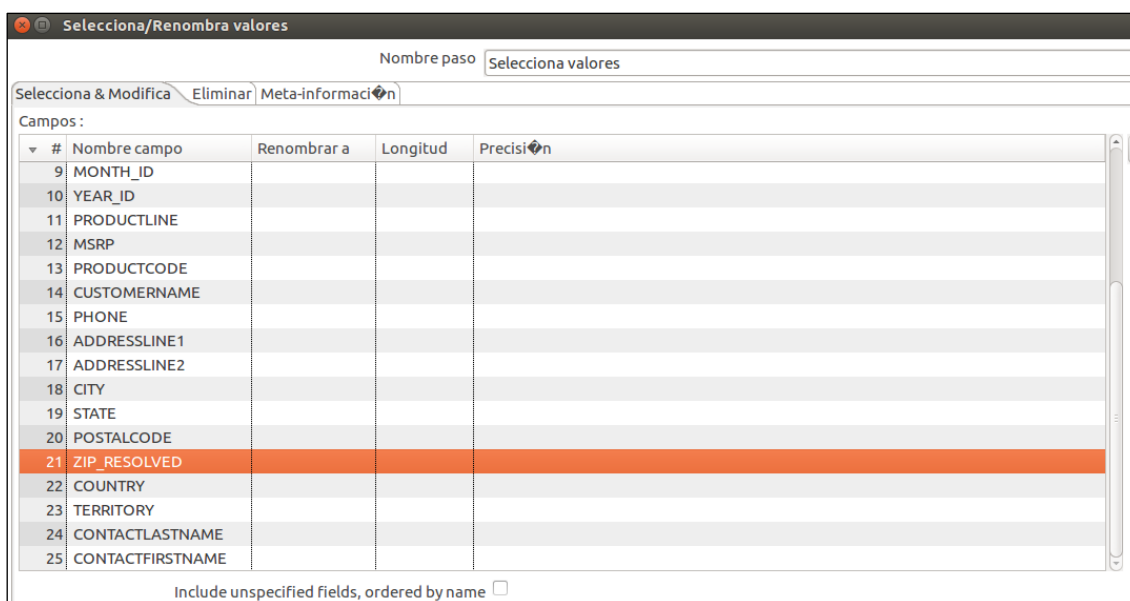 Selecciona/Renombra valores
Nombre paso Selecciona valores
Selecciona & Modifica Eliminar Meta-informaci�n
Campos :
# Nombre campo Renombrar a Longitud Precisi�n
9 MONTH_ID
10 YEAR_ID
11 PRODUCTLINE
12 MSRP
13 PRODUCTCODE
14 CUSTOMERNAME
15 PHONE
16 ADDRESSLINE1
17 ADDRESSLINE2
18 CITY
19 STATE
20 POSTALCODE
21 ZIP_RESOLVED
22 COUNTRY
23 TERRITORY
24 CONTACTLASTNAME
25 CONTACTFIRSTNAME
Include unspecified fields, ordered by name